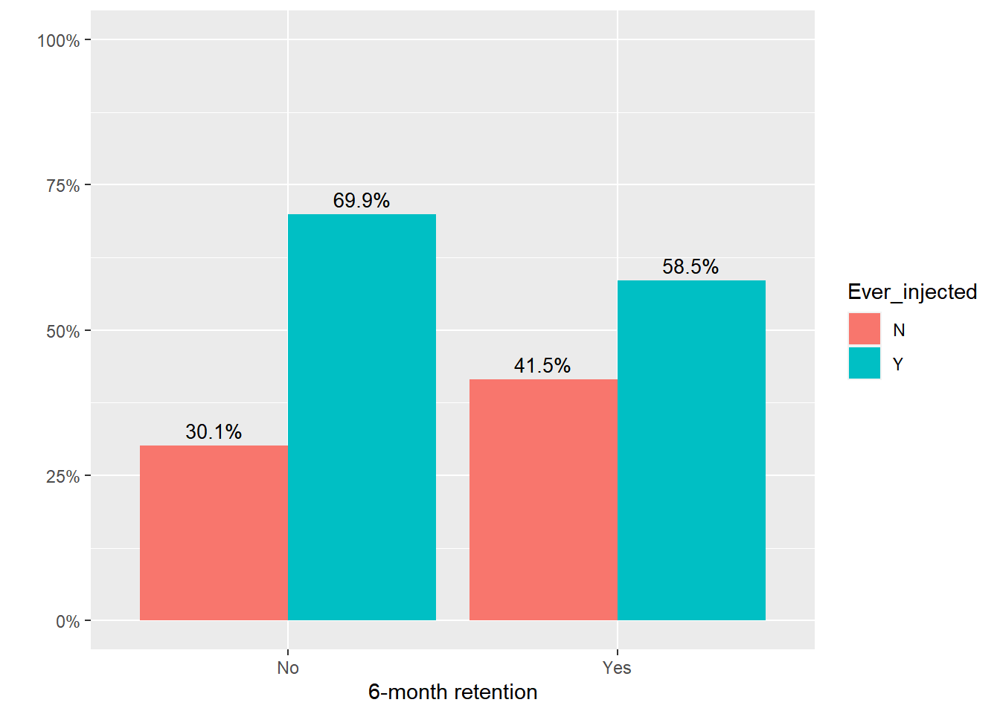 100%
75%
50%
25%
0%
69.9%
58.5%
41.5%
30.1%
No
Yes
6-month retention
Ever_injected
N
Y